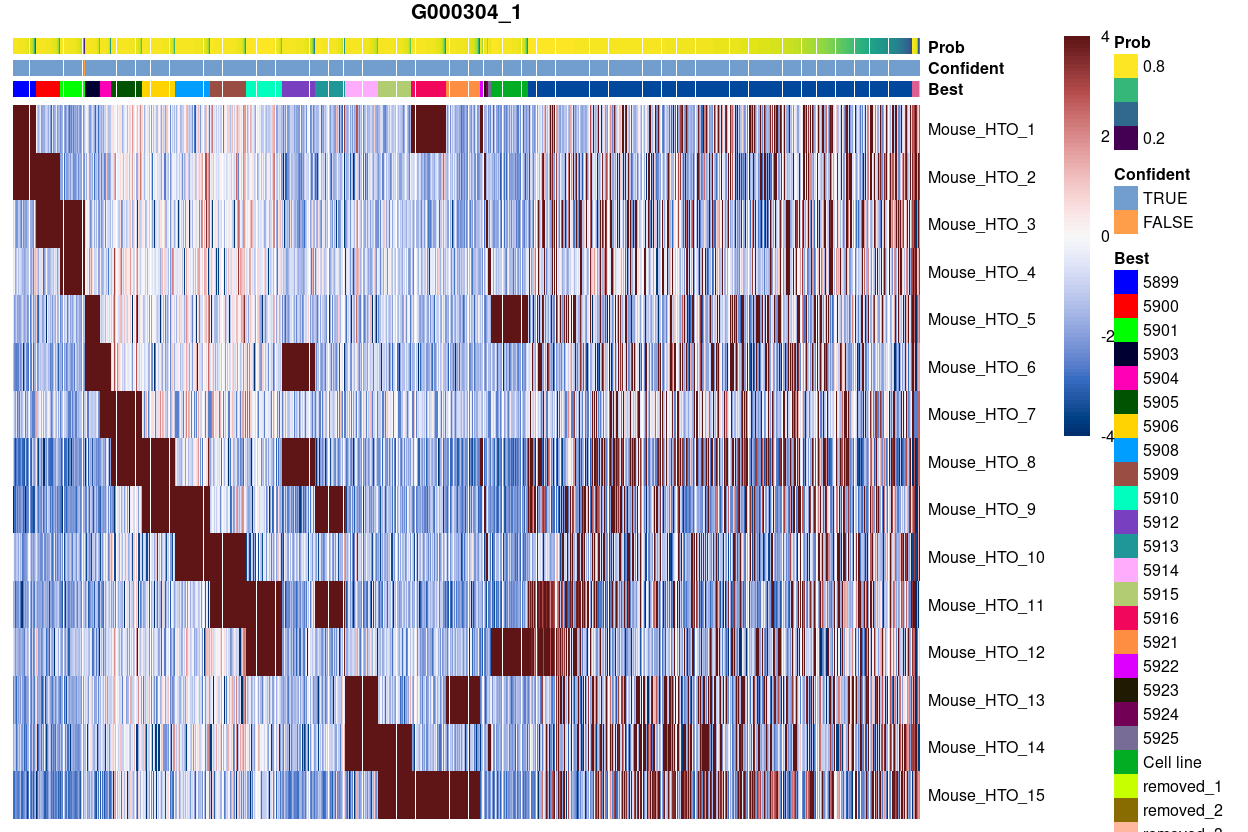 G000304_1
Prob
Confident
Best
Mouse_HTO_1
Mouse_HTO_2
Mouse_HTO_3
Mouse_HTO_4
Mouse_HTO_5
Mouse_HTO_6
Mouse_HTO_7
Mouse_HTO_8
Mouse_HTO_9
Mouse_HTO_10
Mouse_HTO_11
Mouse_HTO_12
Mouse_HTO_13
Mouse_HTO_14
Mouse_HTO_15
4
2
0
-2
-4
Prob
0.8
0.2
Confident
TRUE
FALSE
Best
5899
5900
5901
5903
5904
5905
5906
5908
5909
5910
5912
5913
5914
5915
5916
5921
5922
5923
5924
5925
Cell line
removed_1
removed_2